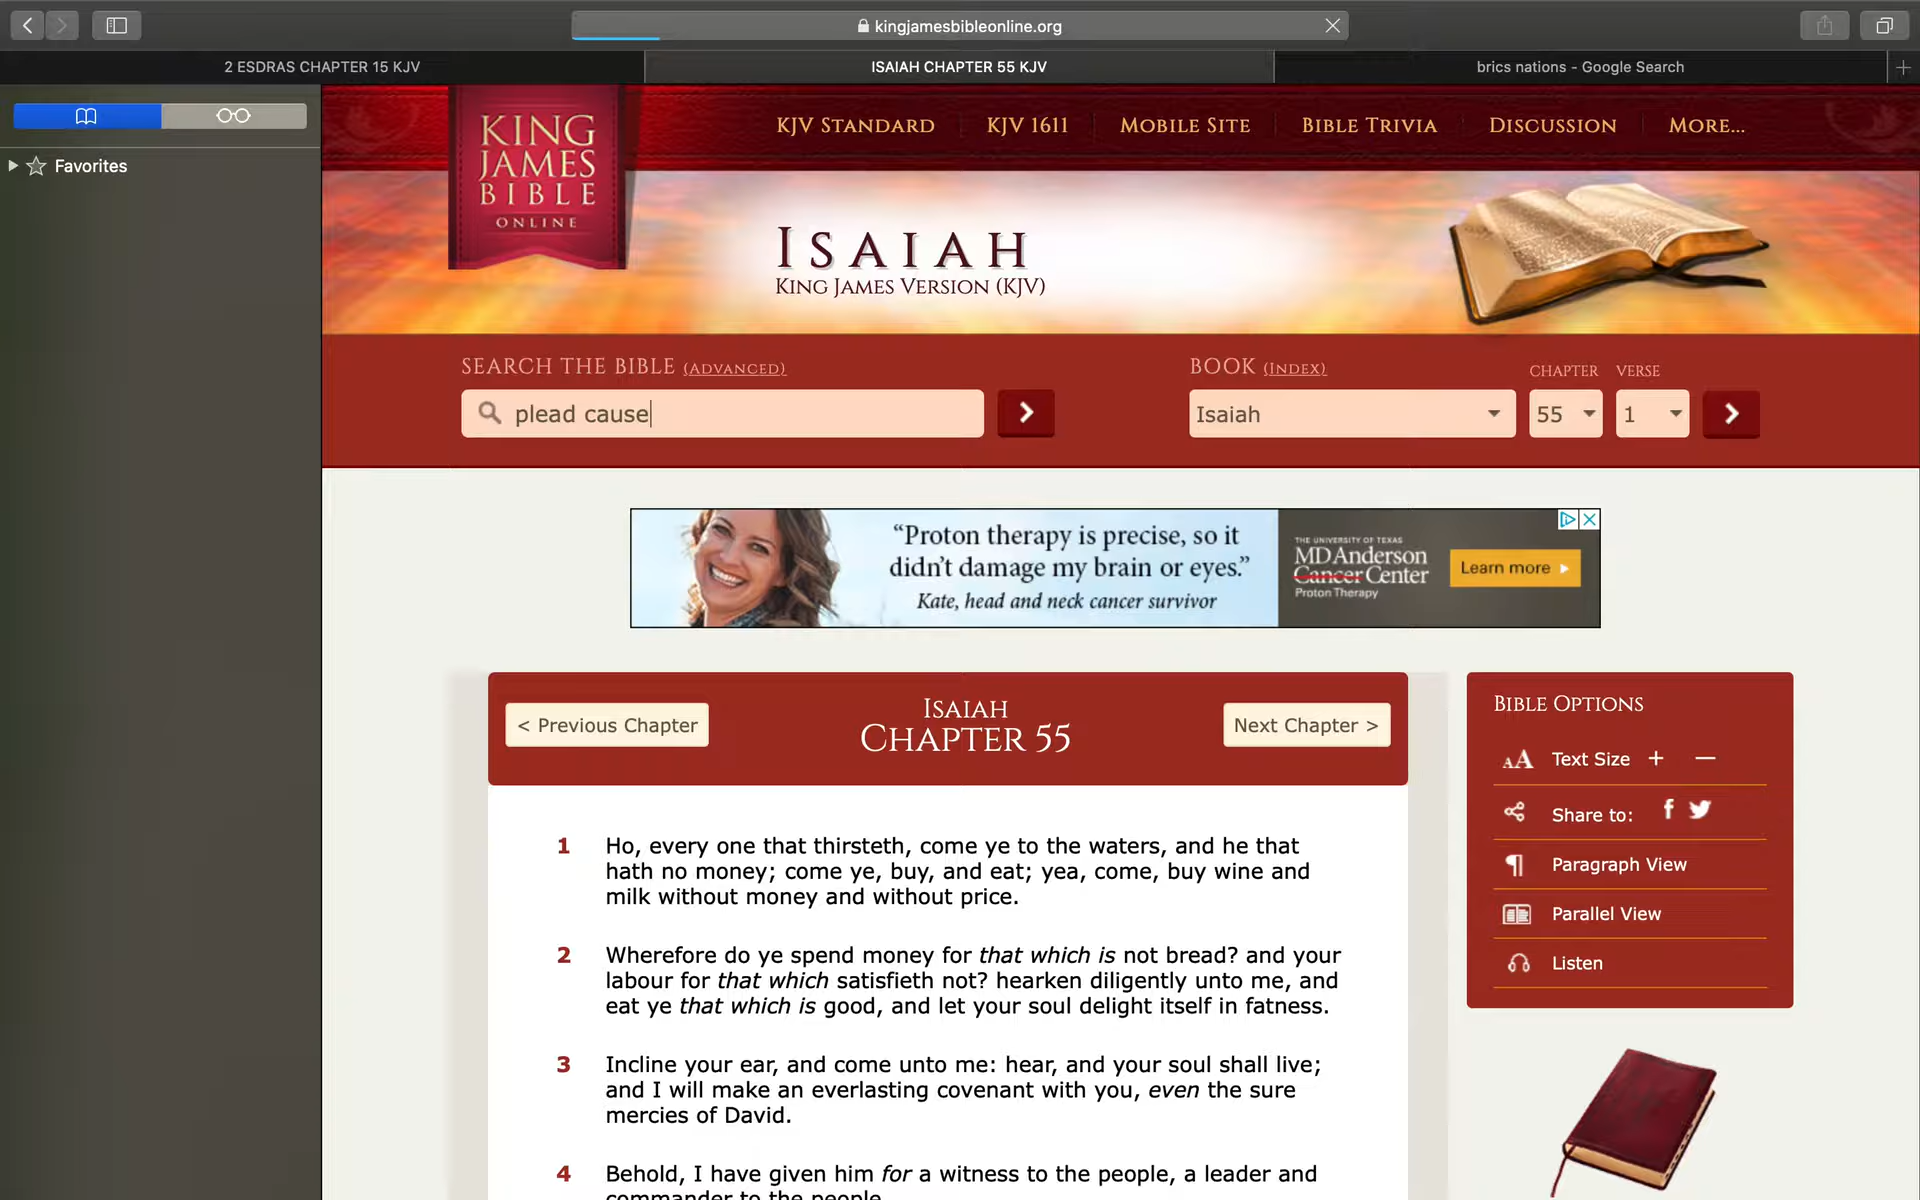 kingjamesbibleonline.org
2 ESDRAS CHAPTER 15 KJV
ISAIAH CHAPTER 55 KJV
brics nations - Google Search
Favorites
KING
JAMES
BIBLE
ONLINE
KJV STANDARD
KJV 1611
MOBILE SITE
BIBLE TRIVIA
DISCUSSION
MORE...
ISAIAH
KING JAMES VERSION (KJV)
SEARCH THE BIBLE (ADVANCED)
BOOK (INDEX)
CHAPTER
VERSE
plead cause
Isaiah
55
1
“Proton therapy is precise, so it
didn’t damage my brain or eyes.”
Kate, head and neck cancer survivor
THE UNIVERSITY OF TEXAS
MD Anderson
Cancer Center
Proton Therapy
Learn more
< Previous Chapter
ISAIAH
CHAPTER 55
Next Chapter >
1 Ho, every one that thirsteth, come ye to the waters, and he that
hath no money; come ye, buy, and eat; yea, come, buy wine and
milk without money and without price.
2 Wherefore do ye spend money for that which is not bread? and your
labour for that which satisfieth not? hearken diligently unto me, and
eat ye that which is good, and let your soul delight itself in fatness.
3 Incline your ear, and come unto me: hear, and your soul shall live;
and I will make an everlasting covenant with you, even the sure
mercies of David.
4 Behold, I have given him for a witness to the people, a leader and
commander to the people.
BIBLE OPTIONS
AA Text Size + —
Share to:
Paragraph View
Parallel View
Listen